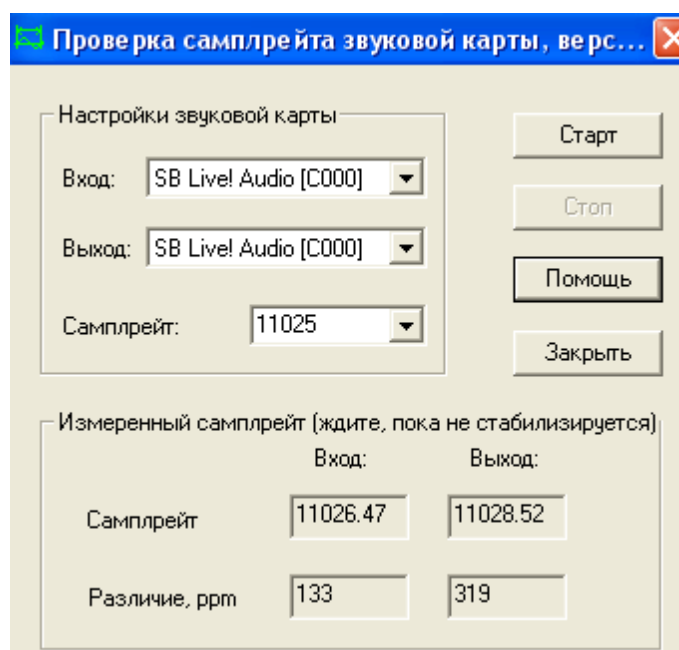 Проверка самплрейта звуковой карты, верс...
Настройки звуковой карты
Вход: SB Live! Audio [C000]
Выход: SB Live! Audio [C000]
Самплрейт: 11025
Старт
Стоп
Помощь
Закрыть
Измеренный самплрейт (ждите, пока не стабилизируется)
Вход: Выход:
Самплрейт 11026.47 11028.52
Различие, ppm 133 319